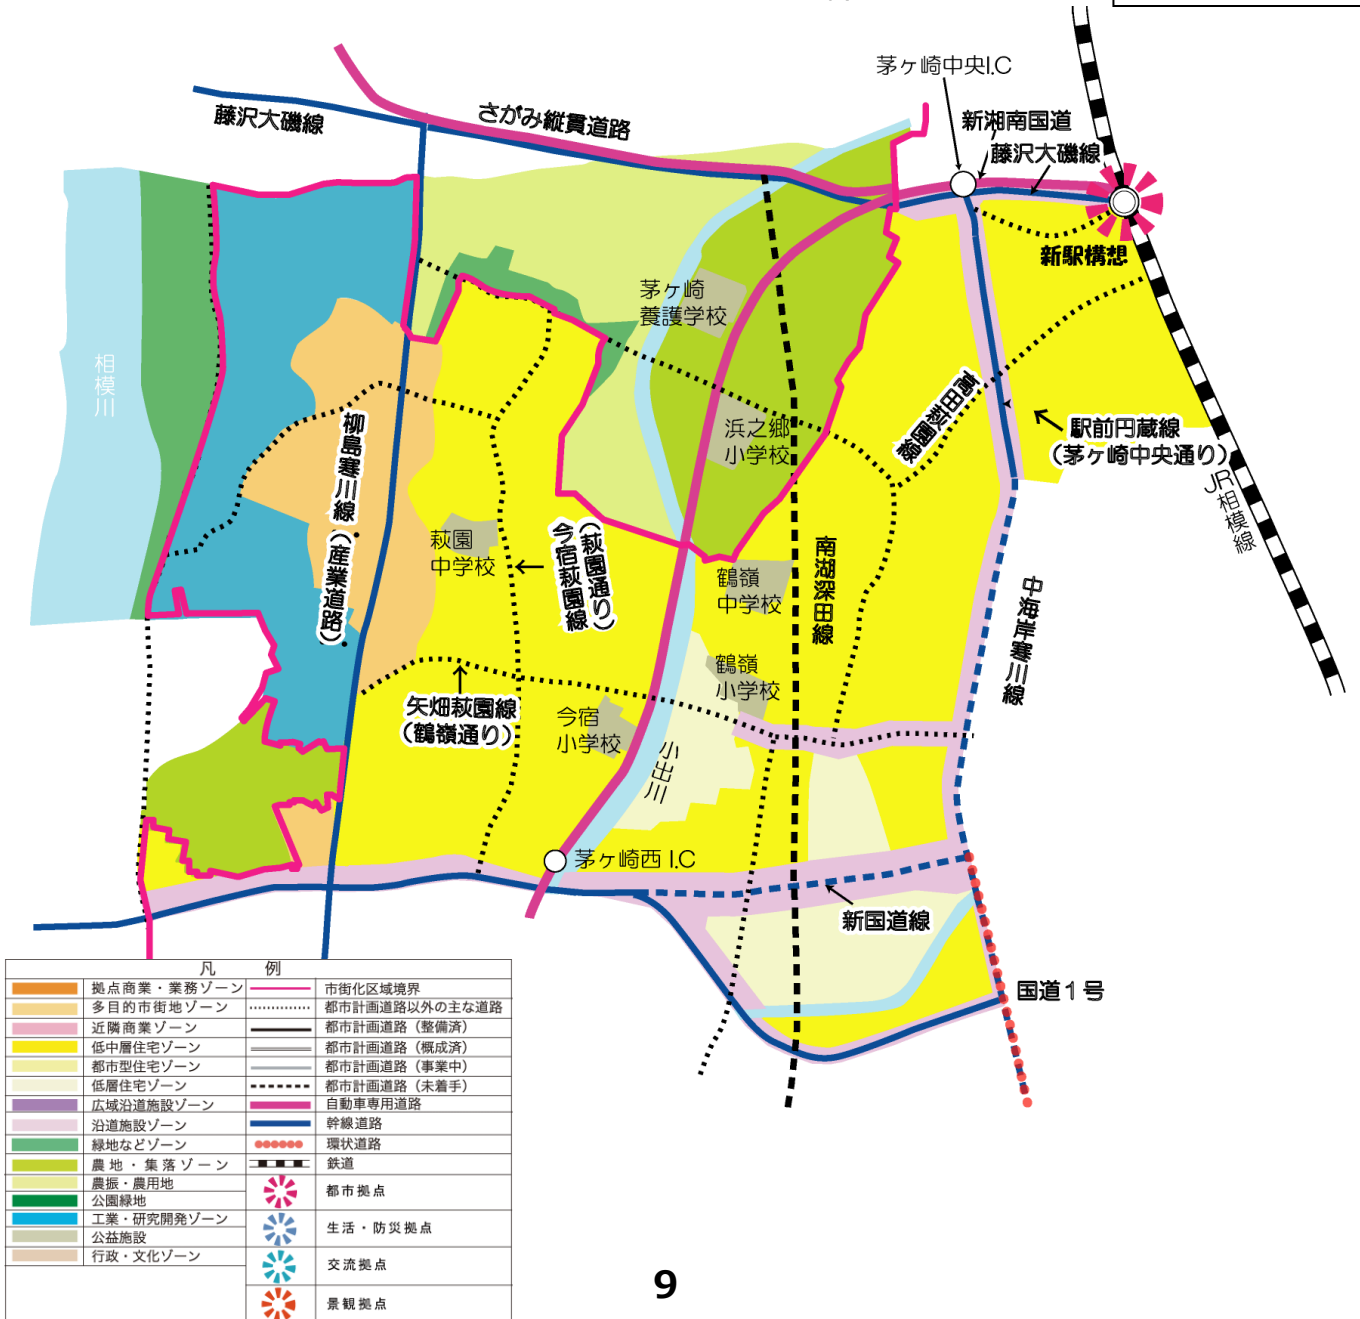 茅ヶ崎中央I.C
藤沢大磯線
さがみ縦貫道路
新湘南国道
藤沢大磯線
新駅構想
茅ヶ崎
養護学校
相模川
高田萩園線
駅前円蔵線
(茅ヶ崎中央通り)
浜之郷
小学校
柳島寒川線(産業道路)
JR相模線
萩園
中学校
(萩園通り)
今宿萩園線
南湖深田線
鶴嶺
中学校
中海岸寒川線
鶴嶺
小学校
矢畑萩園線
(鶴嶺通り)
今宿
小学校
小出川
茅ヶ崎西 I.C
新国道線
国道1号
凡 例
拠点商業・業務ゾーン 市街化区域境界
多目的市街地ゾーン 都市計画道路以外の主な道路
近隣商業ゾーン 都市計画道路(整備済)
低中層住宅ゾーン 都市計画道路(概成済)
都市型住宅ゾーン 都市計画道路(事業中)
低層住宅ゾーン 都市計画道路(未着手)
広域沿道施設ゾーン 自動車専用道路
沿道施設ゾーン 幹線道路
緑地などゾーン 環状道路
農地・集落ゾーン 鉄道
農振・農用地
公園緑地 都市拠点
工業・研究開発ゾーン
公益施設 生活・防災拠点
行政・文化ゾーン
交流拠点
景観拠点
9